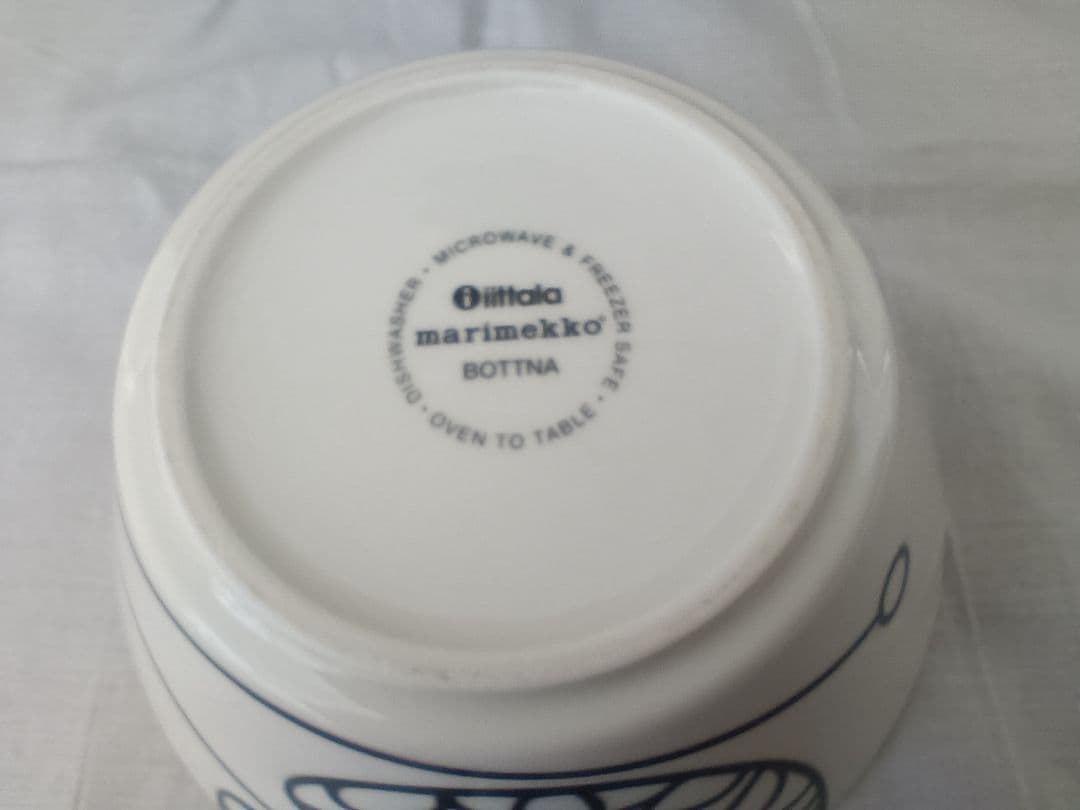 DISHWASHER · MICROWAVE & FREEZER SAFE · OVEN TO TABLE ·
iittala
marimekko®
BOTTNA